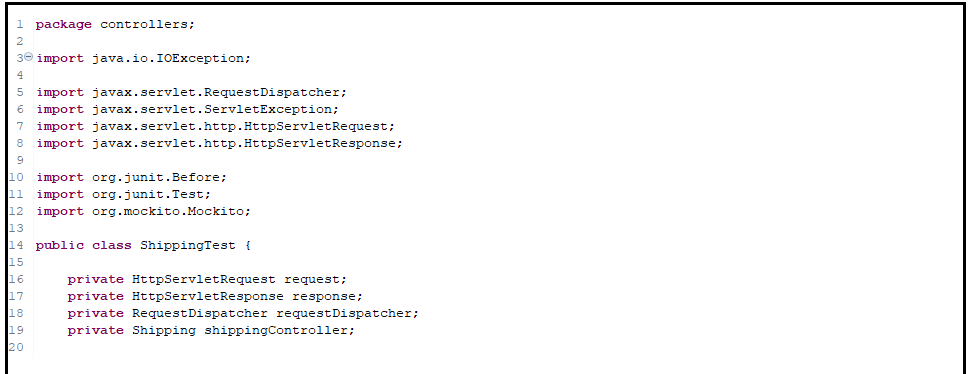 1 package controllers;
2
3 import java.io.IOException;
4
5 import javax.servlet.RequestDispatcher;
6 import javax.servlet.ServletException;
7 import javax.servlet.http.HttpServletRequest;
8 import javax.servlet.http.HttpServletResponse;
9
10 import org.junit.Before;
11 import org.junit.Test;
12 import org.mockito.Mockito;
13
14 public class ShippingTest {
15
16     private HttpServletRequest request;
17     private HttpServletResponse response;
18     private RequestDispatcher requestDispatcher;
19     private Shipping shippingController;
20